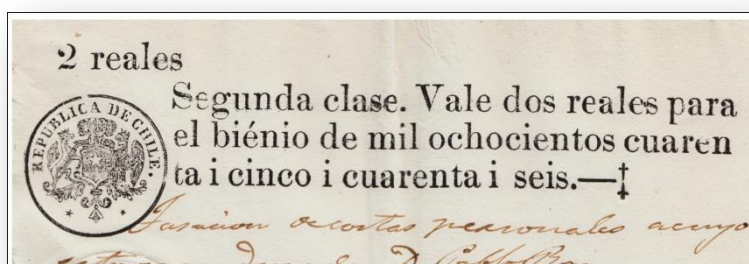 2 reales
Segunda clase. Vale dos reales para
el biénio de mil ochocientos cuaren
ta i cinco i cuarenta i seis.—‡
REPUBLICA DE CHILE.
Tasacion de costas personales
D. Pablo